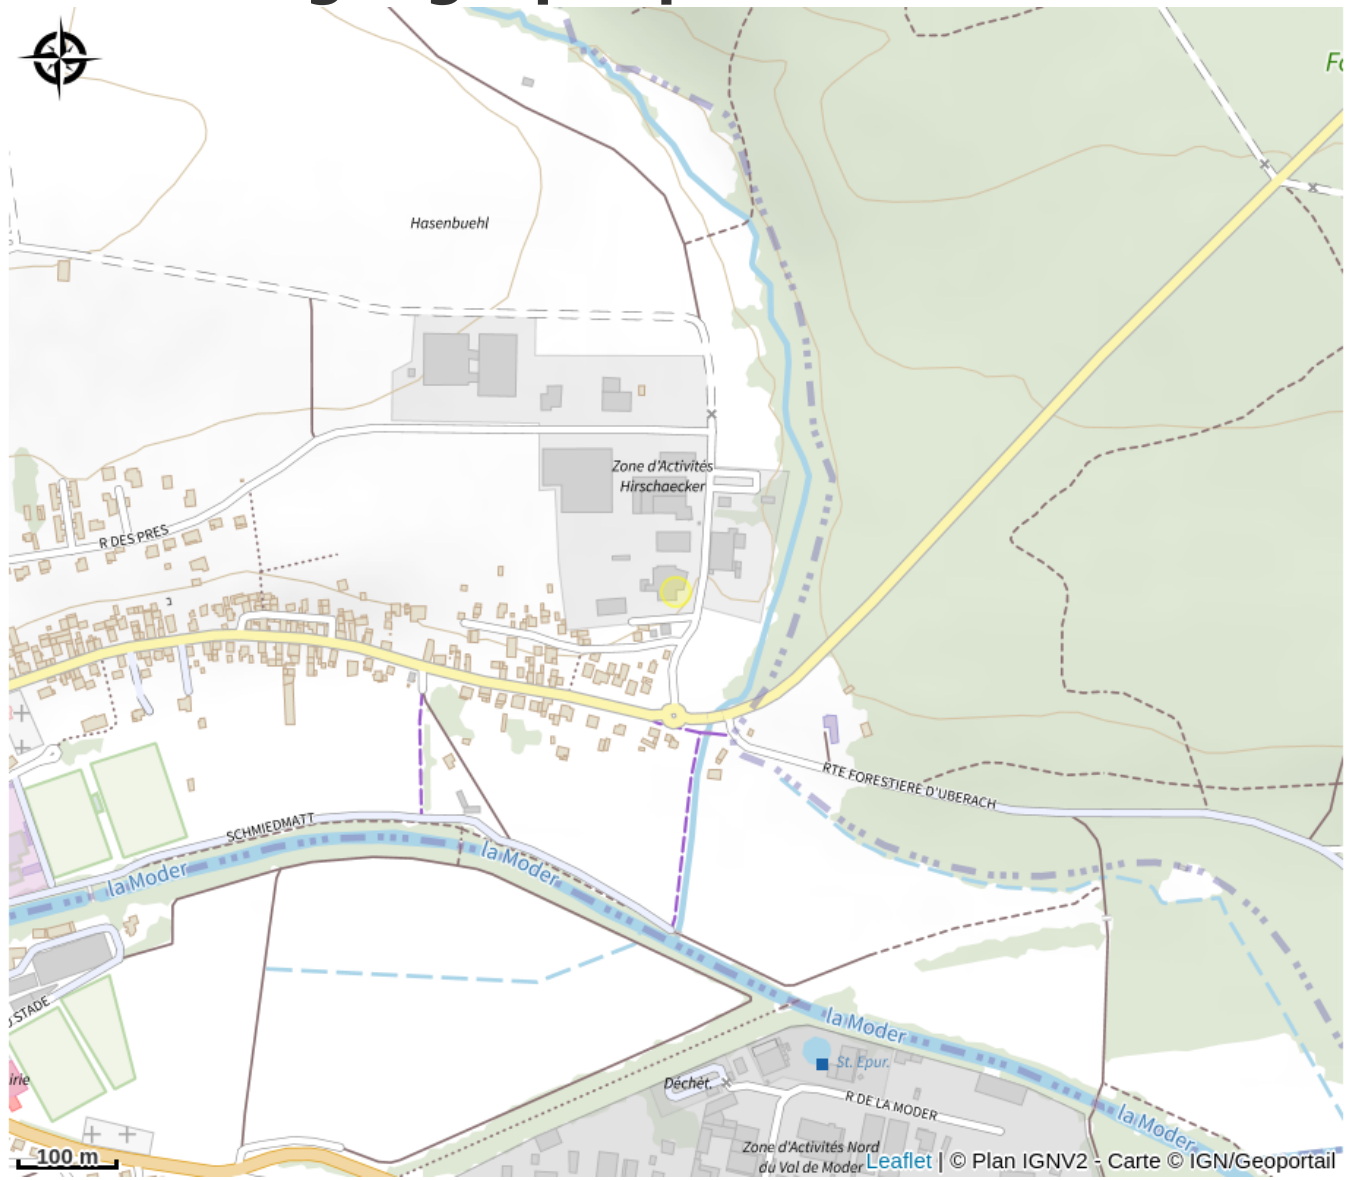 Hasenbuehl
Zone d'Activités
Hirschaecker
R DES PRES
RTE FORESTIERE D'UBERACH
SCHMIEDMATT
la Moder
la Moder
STADE
la Moder
St. Epur.
Déchèt.
R DE LA MODER
la Moder
Zone d'Activités Nord
du Val de Moder
100 m
Leaflet | © Plan IGNV2 - Carte © IGN/Geoportail